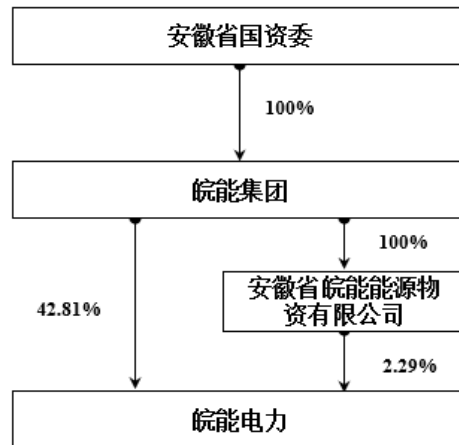 安徽省国资委
100%
皖能集团
100%
42.81%
安徽省皖能能源物
资有限公司
2.29%
皖能电力